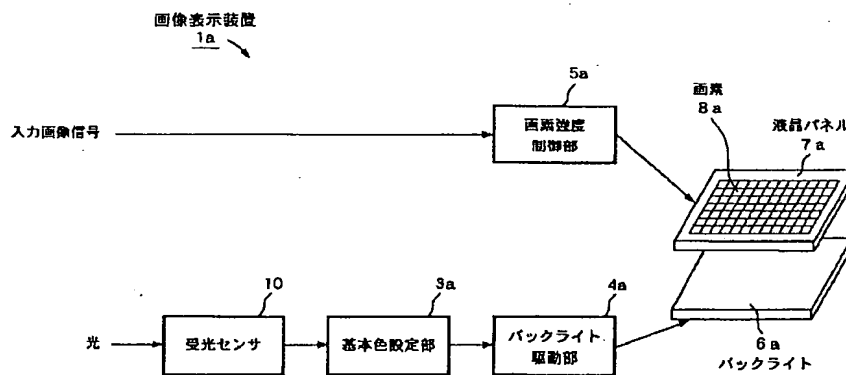 画像表示装置
1a
5a
画素
8a
入力画像信号
画素強度
制御部
液晶パネル
7a
10
3a
4a
光
受光センサ
基本色設定部
バックライト
駆動部
6a
バックライト